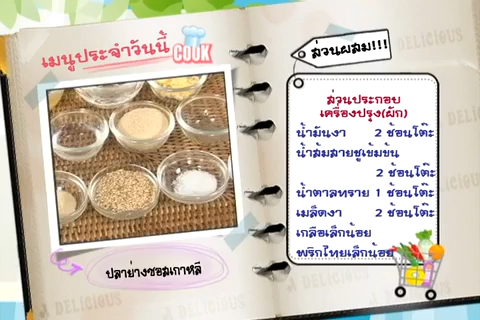 เมนูประจำวันนี้
COOK
ปลาย่างซอสเกาหลี
ส่วนผสม!!!
ส่วนประกอบ
เครื่องปรุง(ผัก)
น้ำมันงา 2 ช้อนโต๊ะ
น้ำส้มสายชูเข้มข้น
2 ช้อนโต๊ะ
น้ำตาลทราย 1 ช้อนโต๊ะ
เมล็ดงา 2 ช้อนโต๊ะ
เกลือเล็กน้อย
พริกไทยเล็กน้อย
DELICIOUS
DELICIOUS
DELICIOUS
DELICIOUS